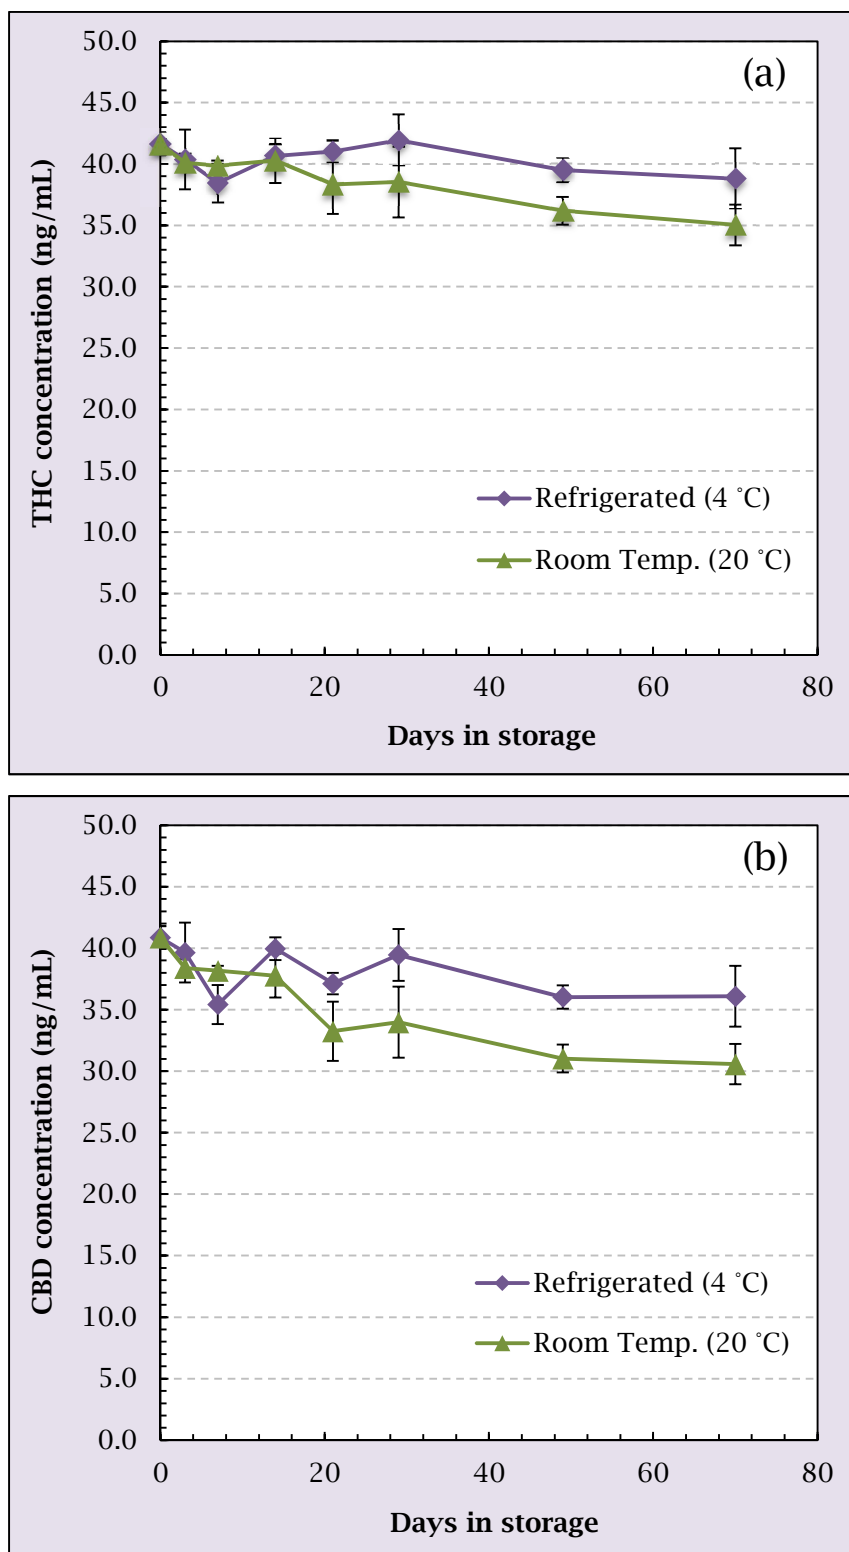 (a)
50.0
45.0
40.0
35.0
30.0
25.0
20.0
15.0
10.0
5.0
0.0
THC concentration (ng/mL)
Refrigerated (4 ˚C)
Room Temp. (20 ˚C)
0 20 40 60 80
Days in storage
(b)
50.0
45.0
40.0
35.0
30.0
25.0
20.0
15.0
10.0
5.0
0.0
CBD concentration (ng/mL)
Refrigerated (4 ˚C)
Room Temp. (20 ˚C)
0 20 40 60 80
Days in storage